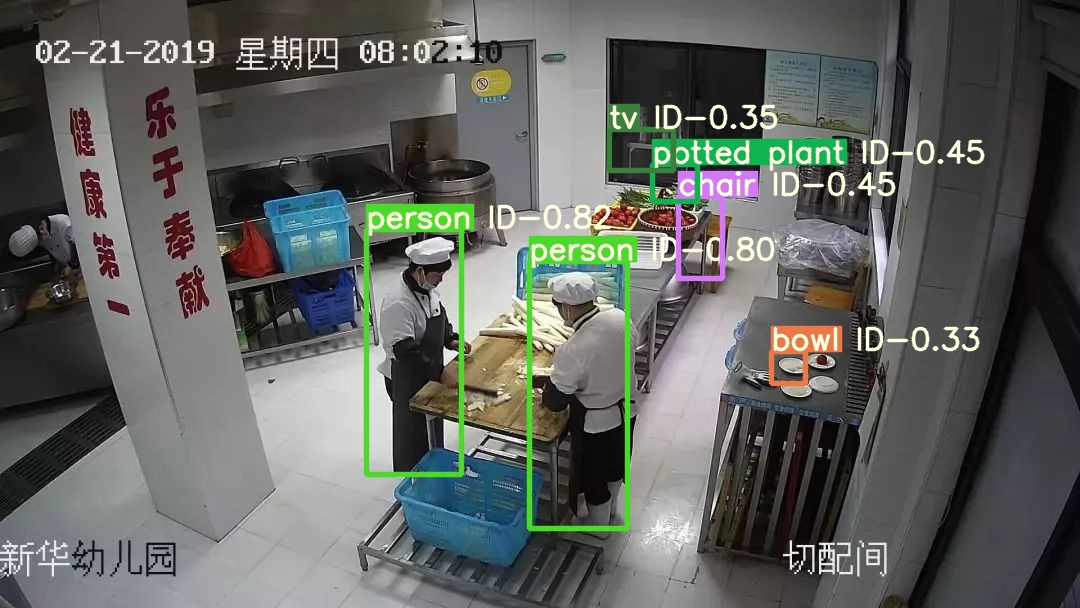 02-21-2019 星期四 08:02:10
乐于奉献
健康第一
tv ID-0.35
potted plant ID-0.45
chair ID-0.45
person ID-0.82
person ID-0.80
bowl ID-0.33
新华幼儿园
切配间